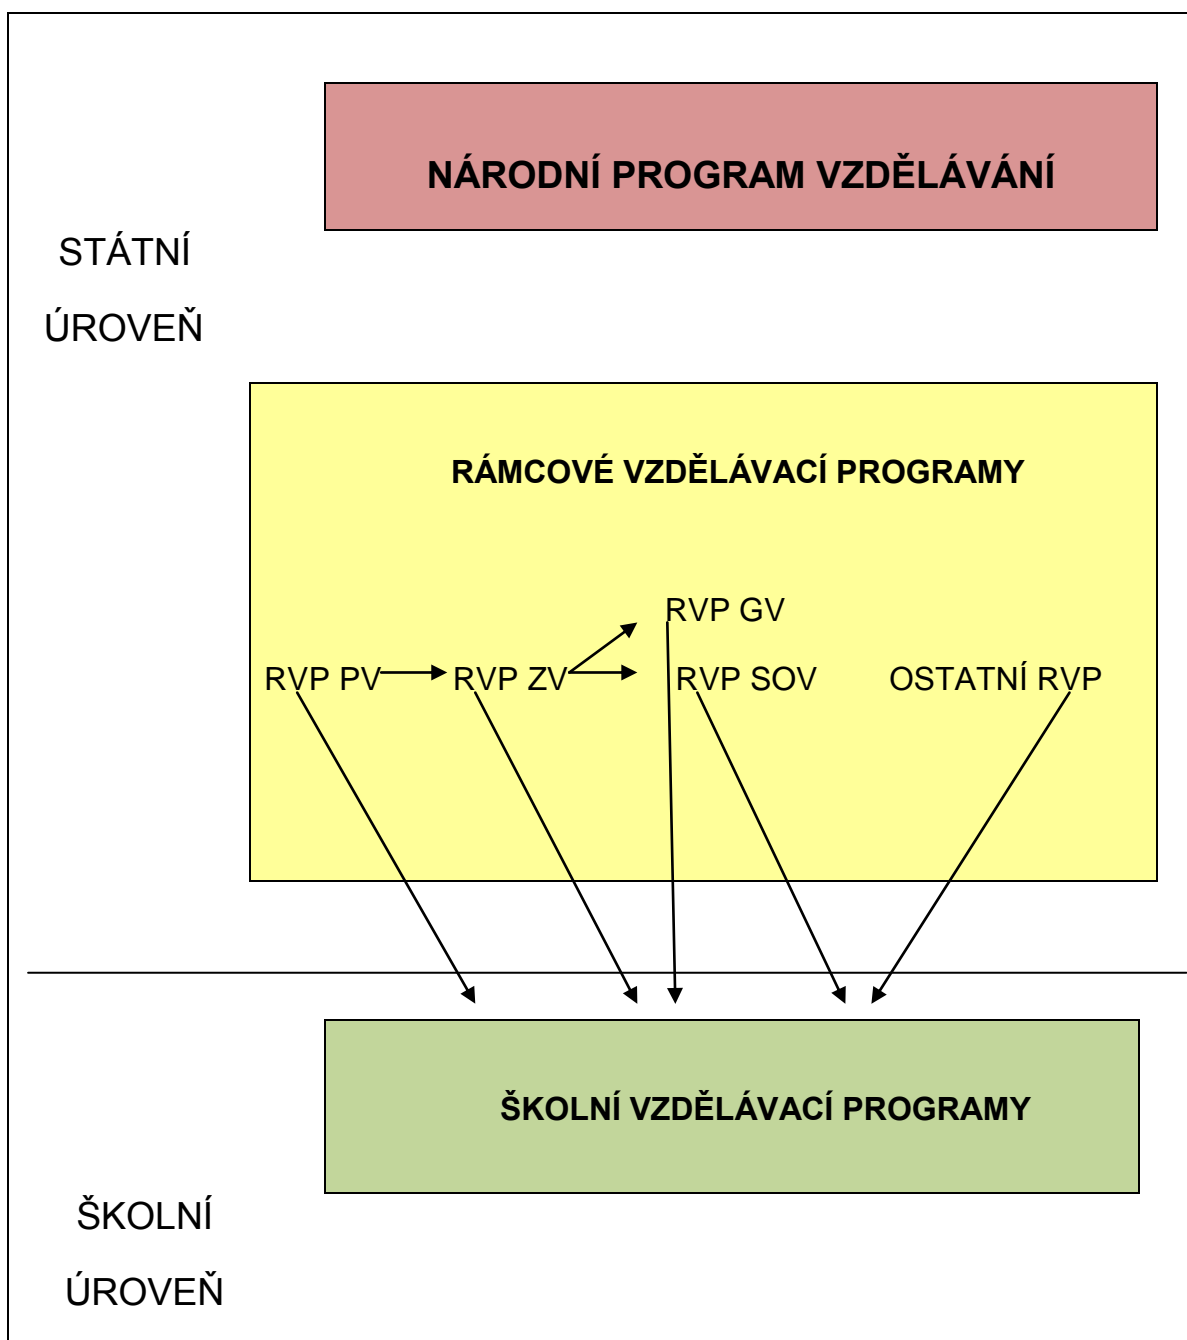 NÁRODNÍ PROGRAM VZDĚLÁVÁNÍ
STÁTNÍ
ÚROVEŇ
RÁMCOVÉ VZDĚLÁVACÍ PROGRAMY
RVP GV
RVP PV RVP ZV RVP SOV OSTATNÍ RVP
ŠKOLNÍ VZDĚLÁVACÍ PROGRAMY
ŠKOLNÍ
ÚROVEŇ